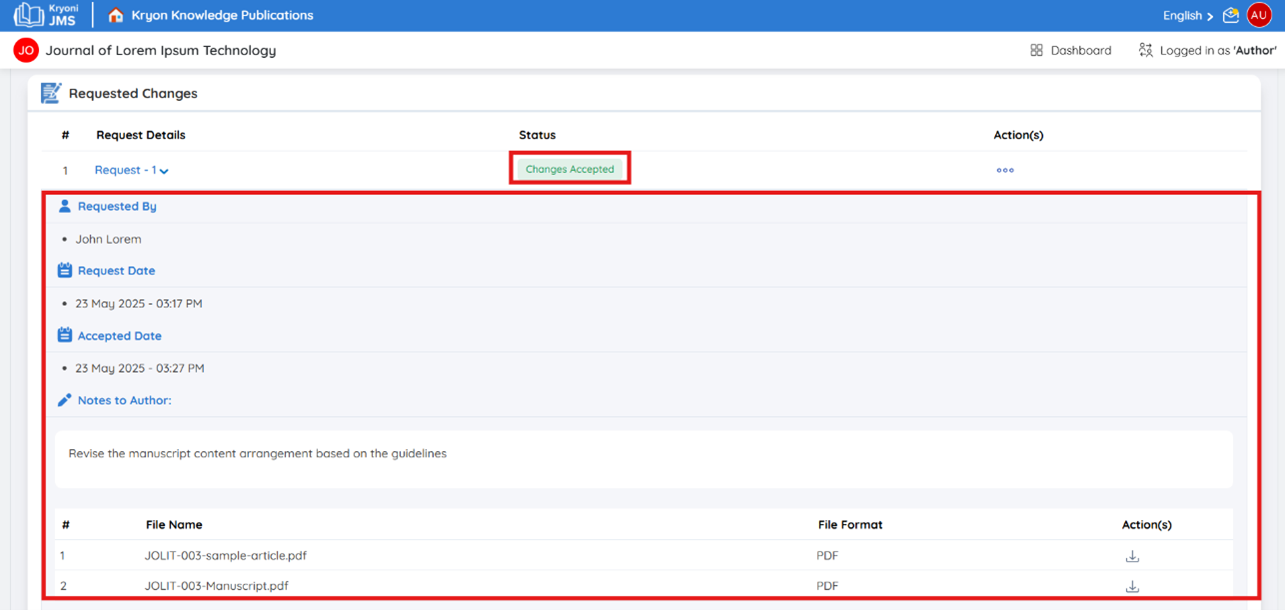 Kryoni JMS Kryon Knowledge Publications English AU
JO Journal of Lorem Ipsum Technology Dashboard Logged in as 'Author'
Requested Changes
# Request Details Status Action(s)
1 Request - 1 Changes Accepted
Requested By
• John Lorem
Request Date
• 23 May 2025 - 03:17 PM
Accepted Date
• 23 May 2025 - 03:27 PM
Notes to Author:
Revise the manuscript content arrangement based on the guidelines
# File Name File Format Action(s)
1 JOLIT-003-sample-article.pdf PDF
2 JOLIT-003-Manuscript.pdf PDF